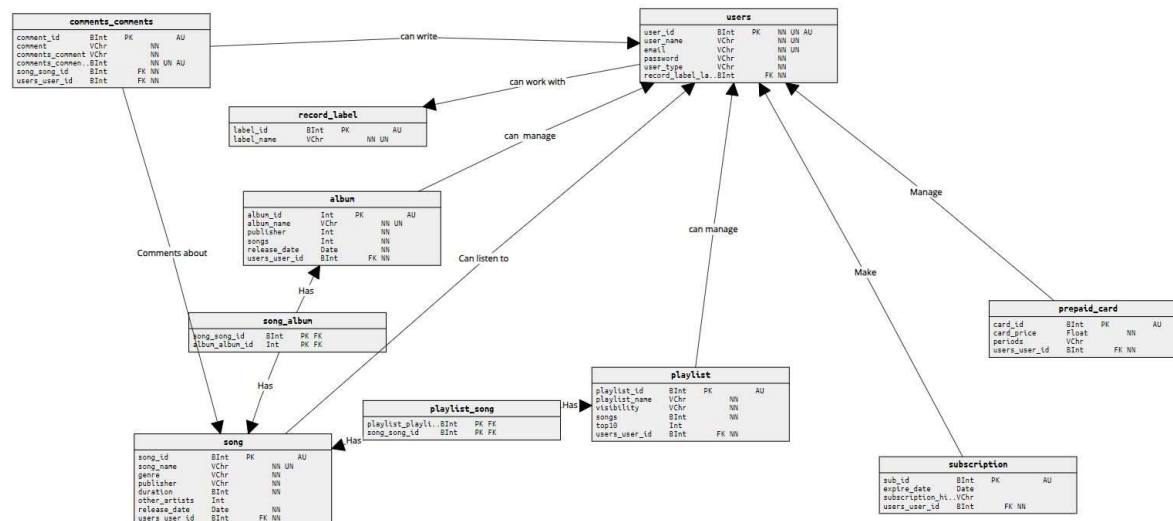 comments_comments
comment_id BInt PK AU
comment VChr NN
comments_comment VChr NN
comments_commen..BInt NN UN AU
song_song_id BInt FK NN
users_user_id BInt FK NN
users
user_id BInt PK NN UN AU
user_name VChr NN UN
email VChr NN UN
password VChr NN
user_type VChr NN
record_label_la..BInt FK NN
can write
can work with
record_label
label_id BInt PK AU
label_name VChr NN UN
can manage
album
album_id Int PK AU
album_name VChr NN UN
publisher Int NN
songs Int NN
release_date Date NN
users_user_id BInt FK NN
Manage
can manage
Comments about
Can listen to
Make
Has
song_album
song_song_id BInt PK FK
album_album_id Int PK FK
prepaid_card
card_id BInt PK AU
card_price Float NN
periods VChr
users_user_id BInt FK NN
Has
playlist
playlist_id BInt PK AU
playlist_name VChr NN
visibility VChr NN
songs BInt NN
top10 Int
users_user_id BInt FK NN
Has
playlist_song
playlist_playli..BInt PK FK
song_song_id BInt PK FK
Has
song
song_id BInt PK AU
song_name VChr NN UN
genre VChr NN
publisher VChr NN
duration BInt NN
other_artists Int
release_date Date NN
users_user_id BInt FK NN
subscription
sub_id BInt PK AU
expire_date Date
subscription_hi..VChr
users_user_id BInt FK NN